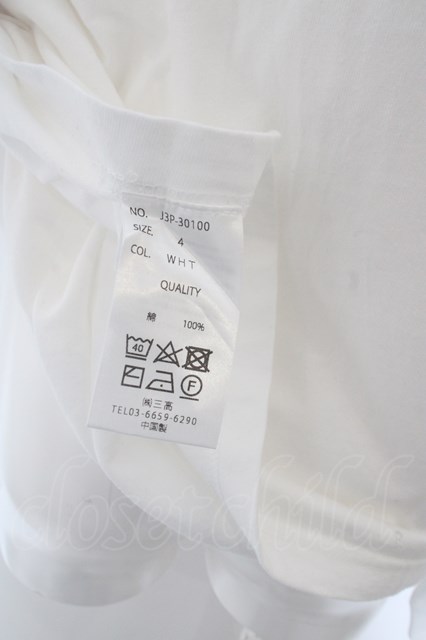 NO. J3P-30100
SIZE. 4
COL. WHT
QUALITY
綿 100%
40
F
㈱三高
TEL03-6659-6290
中国製
closetchild